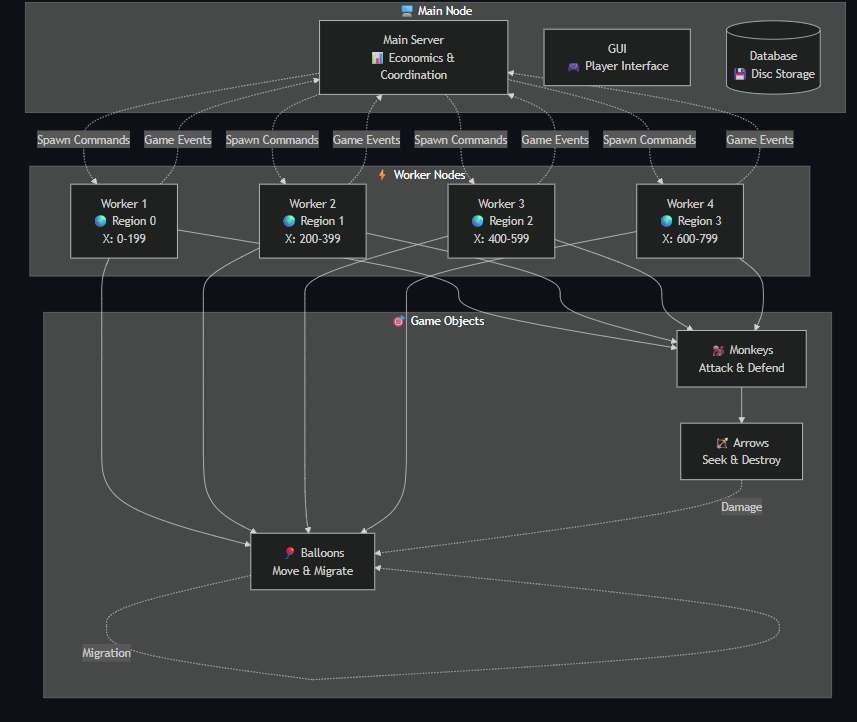 Main Node
Main Server
Economics &
Coordination
GUI
Player Interface
Database
Disc Storage
Spawn Commands
Game Events
Spawn Commands
Game Events
Spawn Commands
Game Events
Spawn Commands
Game Events
Worker Nodes
Worker 1
Region 0
X: 0-199
Worker 2
Region 1
X: 200-399
Worker 3
Region 2
X: 400-599
Worker 4
Region 3
X: 600-799
Game Objects
Monkeys
Attack & Defend
Arrows
Seek & Destroy
Damage
Balloons
Move & Migrate
Migration